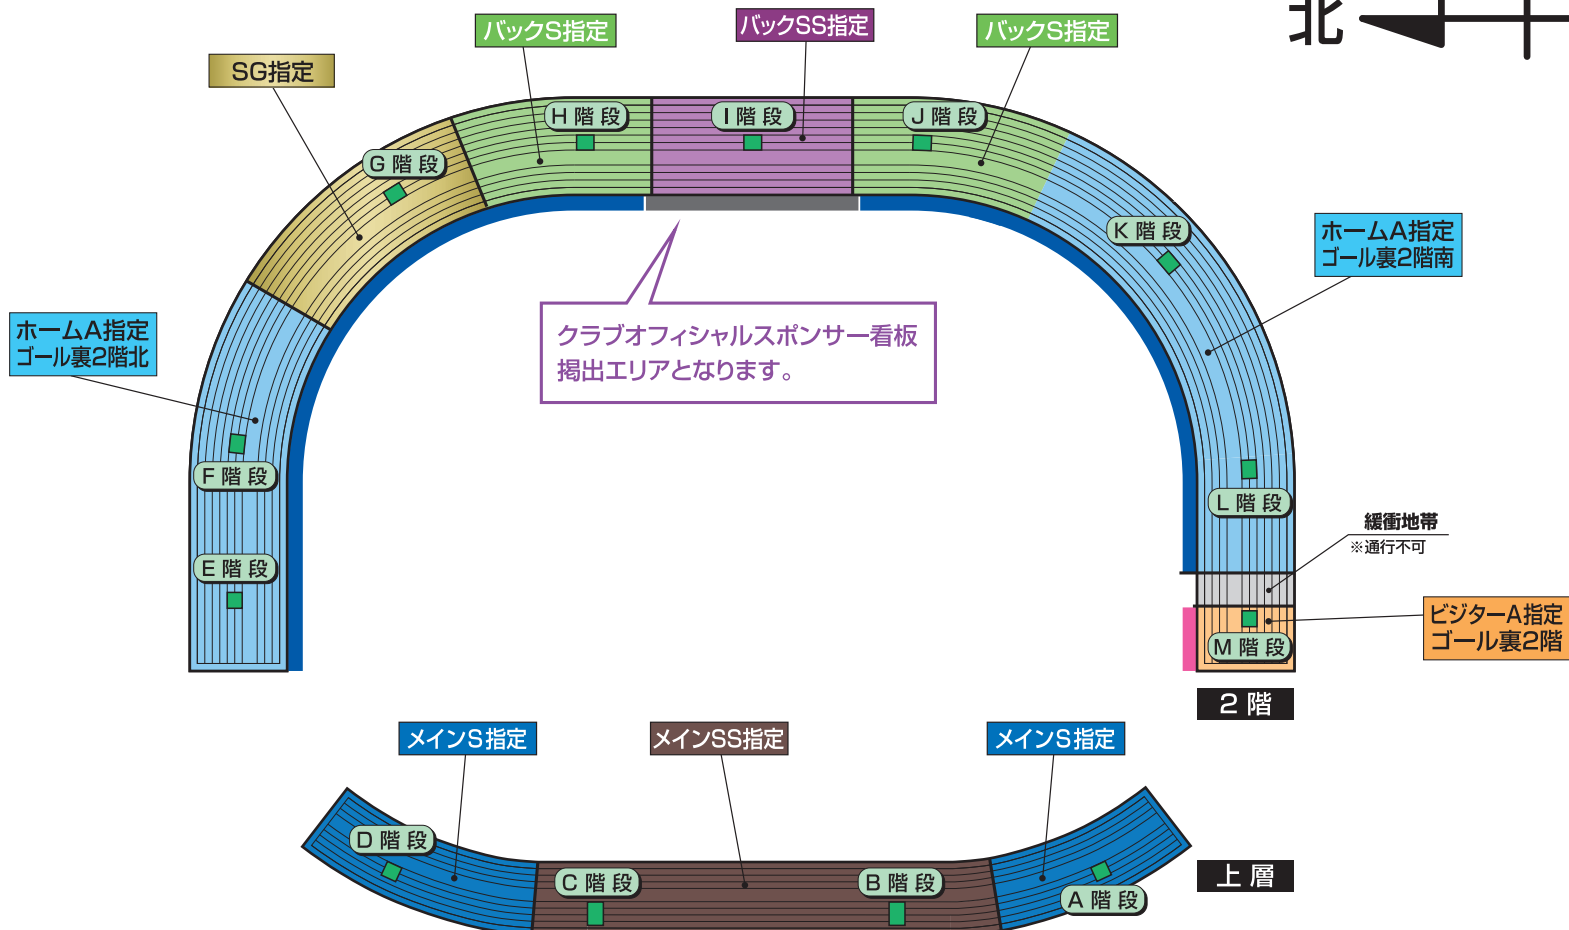 北
バックS指定
バックSS指定
バックS指定
SG指定
H 階 段
I 階 段
J 階 段
G 階 段
K 階 段
ホームA指定
ゴール裏2階南
クラブオフィシャルスポンサー看板
掲出エリアとなります。
ホームA指定
ゴール裏2階北
F 階 段
L 階 段
緩衝地帯
※通行不可
E 階 段
ビジターA指定
ゴール裏2階
M 階 段
2 階
メインS指定
メインSS指定
メインS指定
D 階 段
C 階 段
B 階 段
A 階 段
上 層